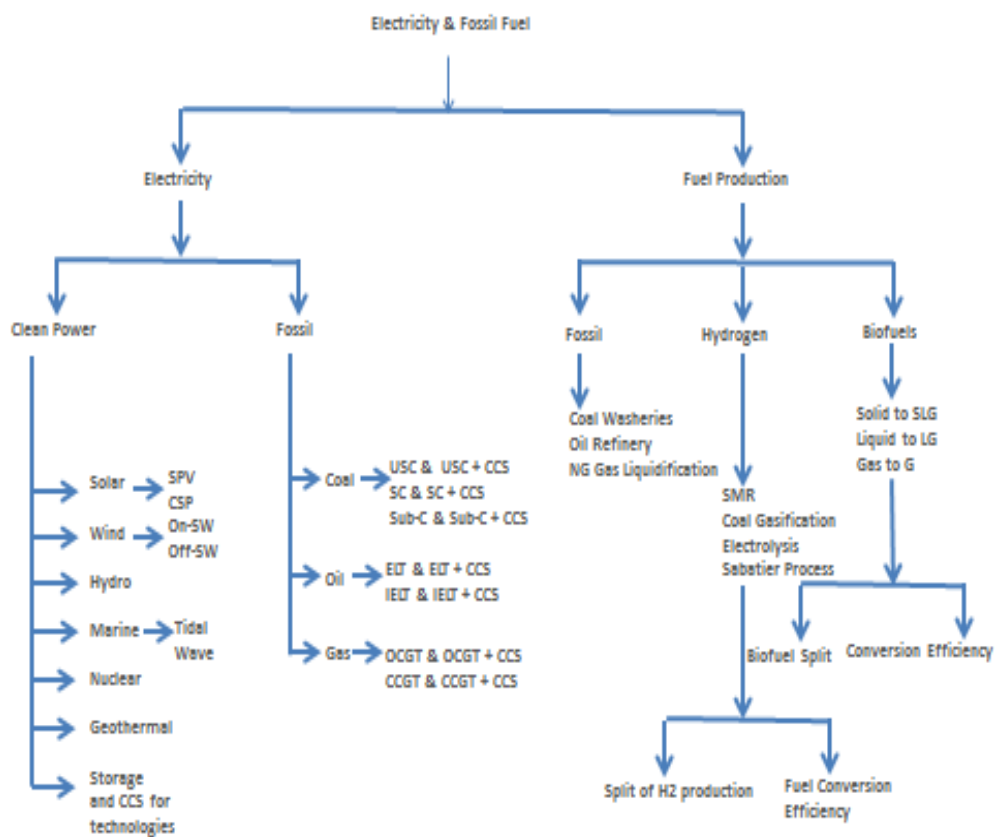 Electricity & Fossil Fuel
Electricity
Fuel Production
Clean Power
Fossil
Fossil
Hydrogen
Biofuels
Solar
SPV
CSP
Wind
On-SW
Off-SW
Hydro
Marine
Tidal
Wave
Nuclear
Geothermal
Storage
and CCS for
technologies
Coal
USC & USC + CCS
SC & SC + CCS
Sub-C & Sub-C + CCS
Oil
ELT & ELT + CCS
IELT & IELT + CCS
Gas
OCGT & OCGT + CCS
CCGT & CCGT + CCS
Coal Washeries
Oil Refinery
NG Gas Liquidification
SMR
Coal Gasification
Electrolysis
Sabatier Process
Split of H2 production
Fuel Conversion
Efficiency
Solid to SLG
Liquid to LG
Gas to G
Biofuel Split
Conversion Efficiency